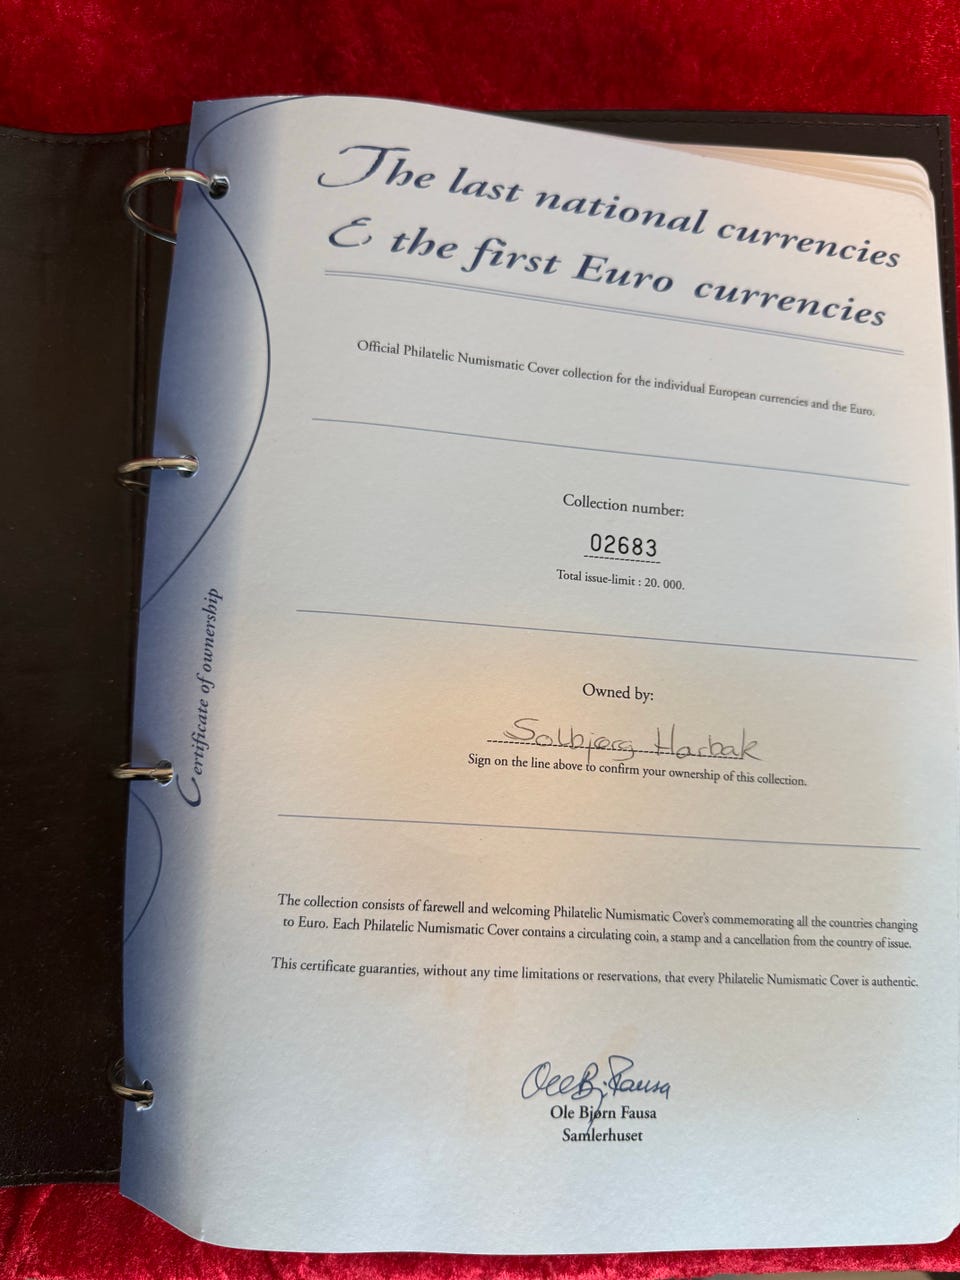 The last national currencies
& the first Euro currencies
Official Philatelic Numismatic Cover collection for the individual European currencies and the Euro.
Collection number:
02683
Total issue-limit : 20. 000.
Certificate of ownership
Owned by:
Solbjørg Harbak
Sign on the line above to confirm your ownership of this collection.
The collection consists of farewell and welcoming Philatelic Numismatic Cover's commemorating all the countries changing
to Euro. Each Philatelic Numismatic Cover contains a circulating coin, a stamp and a cancellation from the country of issue.
This certificate guaranties, without any time limitations or reservations, that every Philatelic Numismatic Cover is authentic.
Ole Bj. Fausa
Ole Bjørn Fausa
Samlerhuset